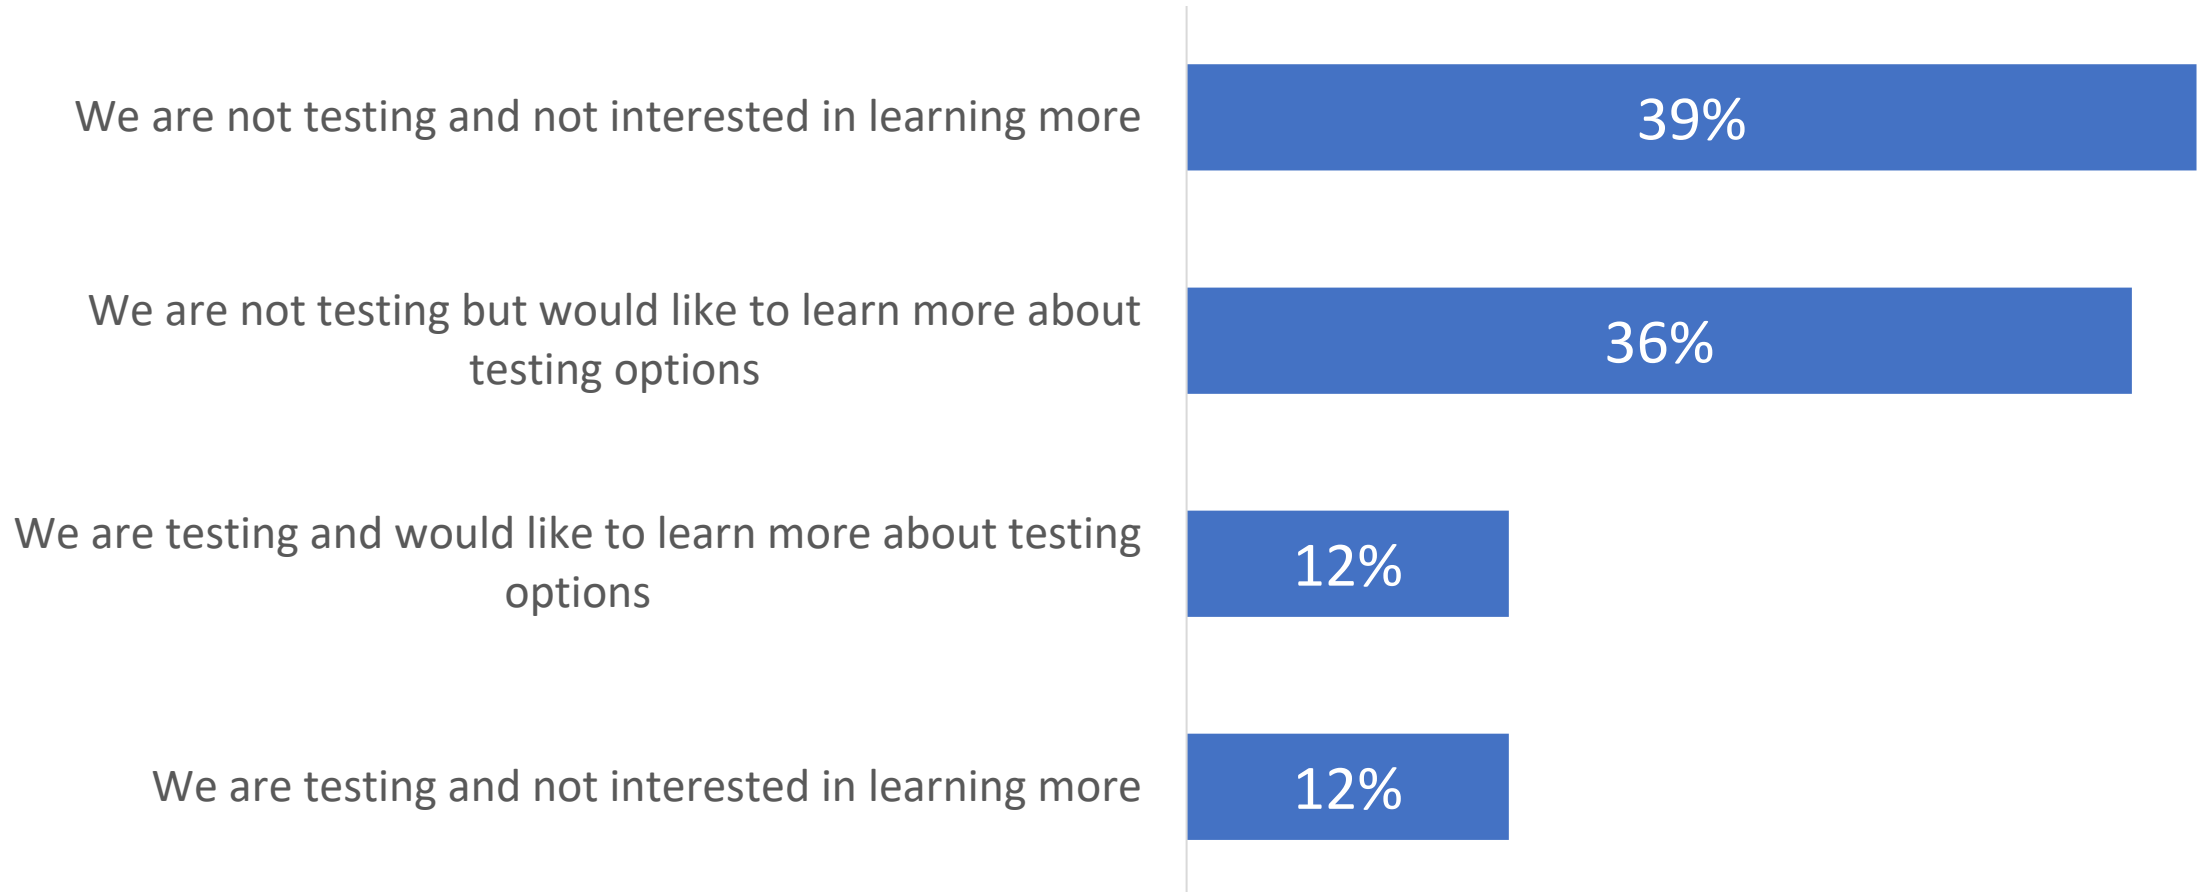 We are not testing and not interested in learning more
39%
We are not testing but would like to learn more about
testing options
36%
We are testing and would like to learn more about testing
options
12%
We are testing and not interested in learning more
12%